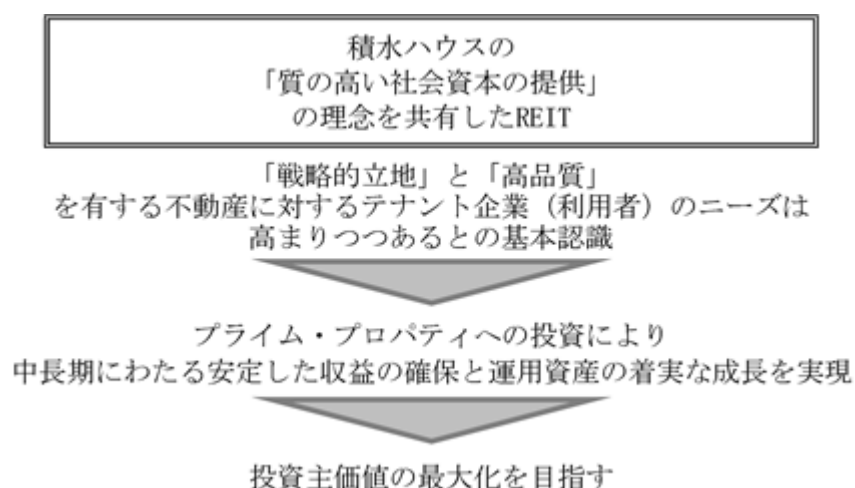 積水ハウスの
「質の高い社会資本の提供」
の理念を共有したREIT
「戦略的立地」と「高品質」
を有する不動産に対するテナント企業（利用者）のニーズは
高まりつつあるとの基本認識
プライム・プロパティへの投資により
中長期にわたる安定した収益の確保と運用資産の着実な成長を実現
投資主価値の最大化を目指す